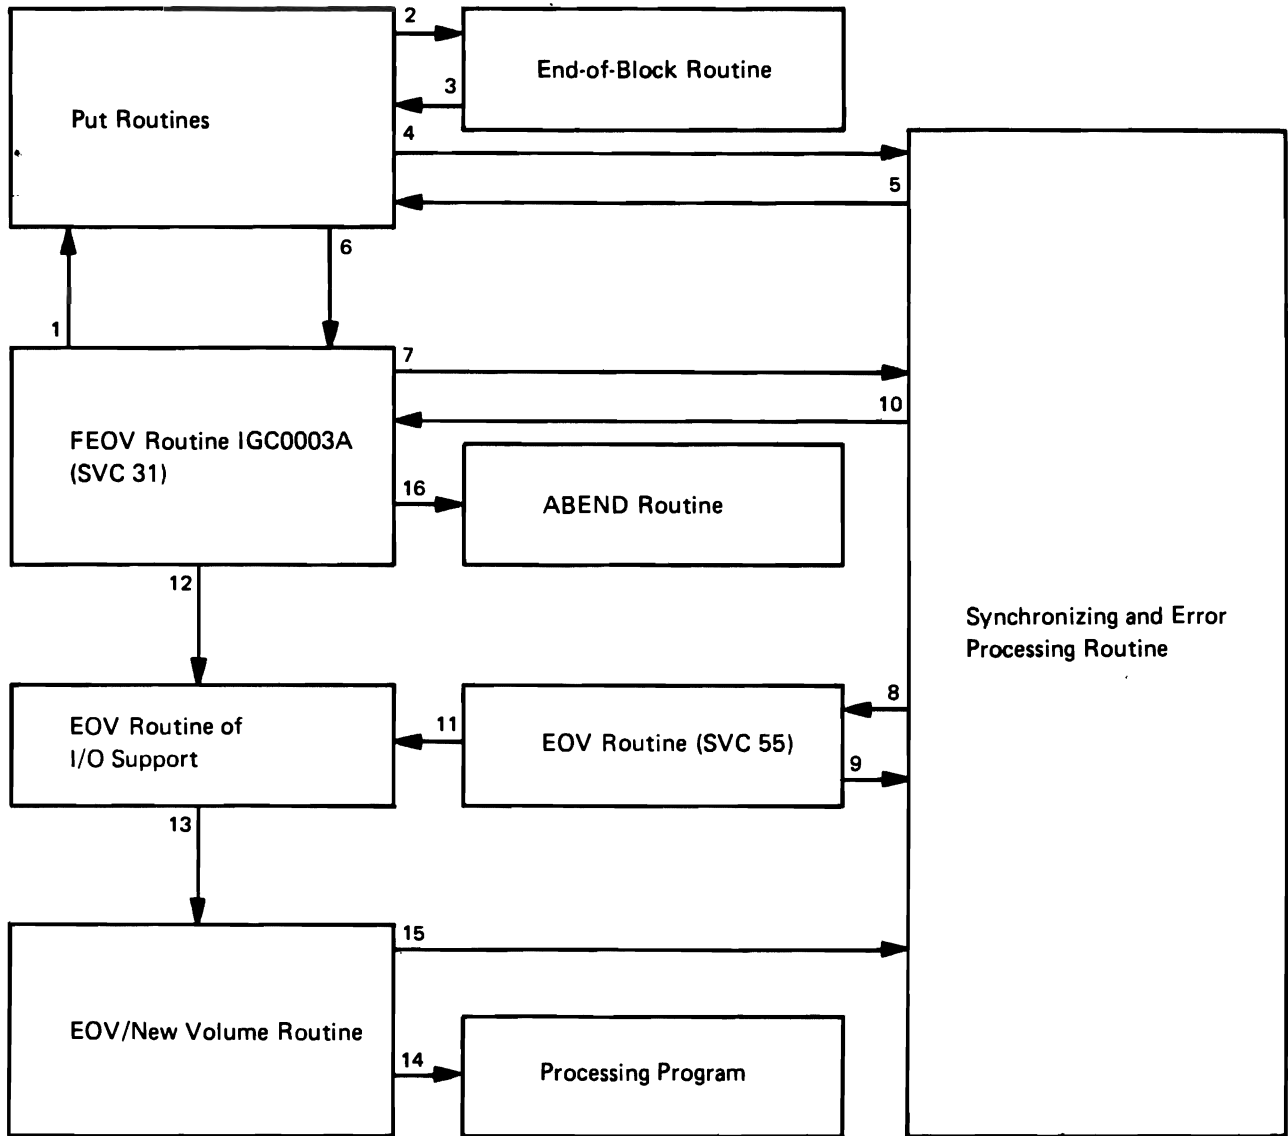 2
End-of-Block Routine
3
Put Routines
4
5
6
1
7
10
FEOV Routine IGC0003A
(SVC 31)
16
ABEND Routine
12
Synchronizing and Error
Processing Routine
8
EOV Routine of
I/O Support
11
EOV Routine (SVC 55)
9
13
15
EOV/New Volume Routine
14
Processing Program